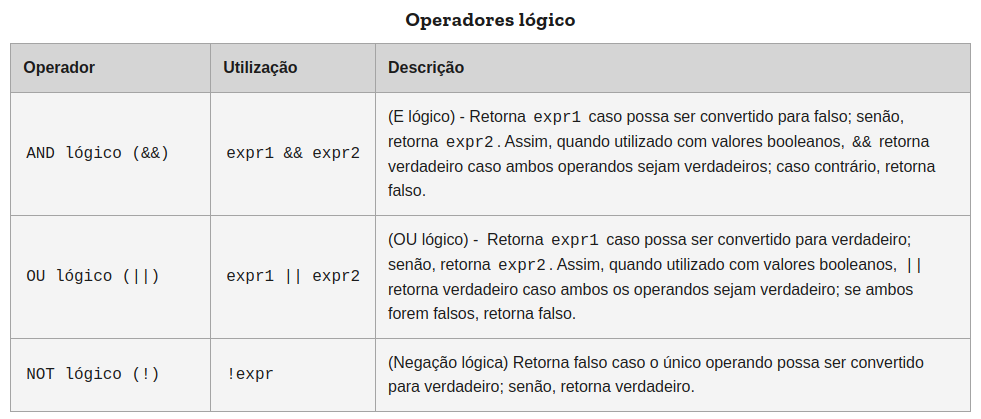 Operadores lógico
Operador Utilização Descrição
AND lógico (&&) expr1 && expr2
(E lógico) - Retorna expr1 caso possa ser convertido para falso; senão,
retorna expr2. Assim, quando utilizado com valores booleanos, && retorna
verdadeiro caso ambos operandos sejam verdadeiros; caso contrário, retorna
falso.
OU lógico (||) expr1 || expr2
(OU lógico) - Retorna expr1 caso possa ser convertido para verdadeiro;
senão, retorna expr2. Assim, quando utilizado com valores booleanos, ||
retorna verdadeiro caso ambos os operandos sejam verdadeiro; se ambos
forem falsos, retorna falso.
NOT lógico (!) !expr
(Negação lógica) Retorna falso caso o único operando possa ser convertido
para verdadeiro; senão, retorna verdadeiro.